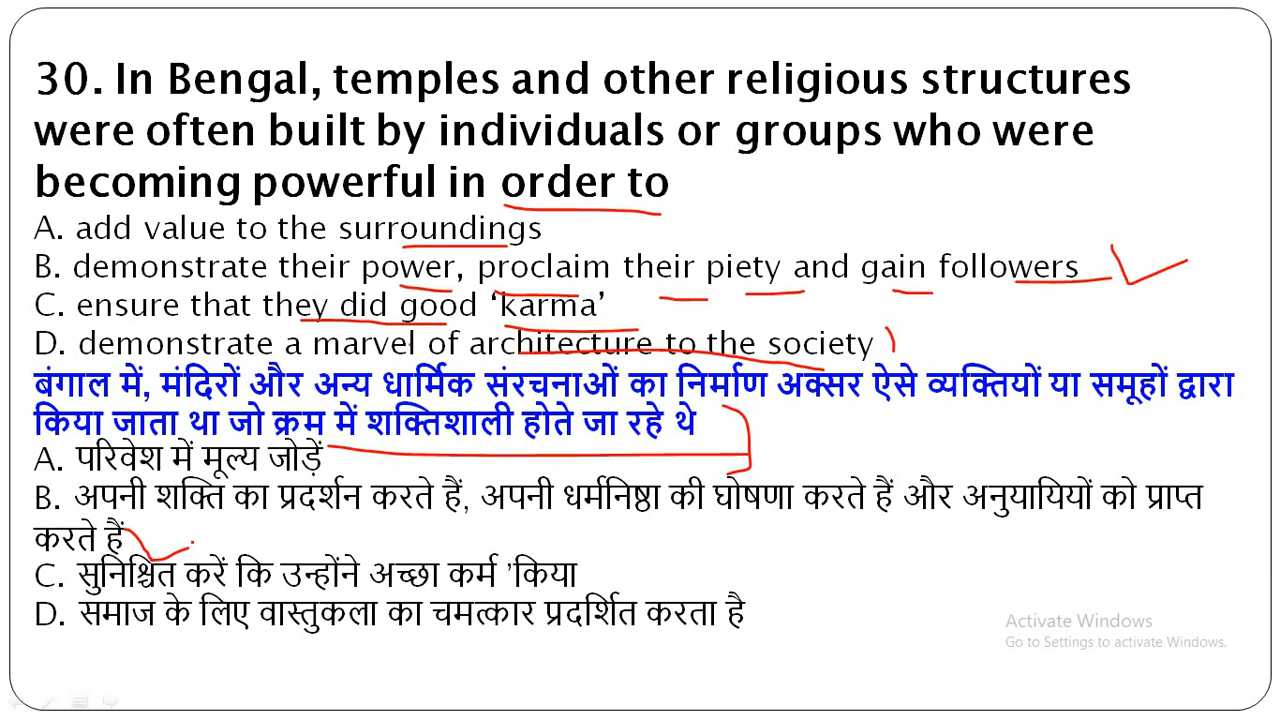 30. In Bengal, temples and other religious structures
were often built by individuals or groups who were
becoming powerful in order to
A. add value to the surroundings
B. demonstrate their power, proclaim their piety and gain followers
C. ensure that they did good ‘karma’
D. demonstrate a marvel of architecture to the society
बंगाल में, मंदिरों और अन्य धार्मिक संरचनाओं का निर्माण अक्सर ऐसे व्यक्तियों या समूहों द्वारा
किया जाता था जो क्रम में शक्तिशाली होते जा रहे थे
A. परिवेश में मूल्य जोड़ें
B. अपनी शक्ति का प्रदर्शन करते हैं, अपनी धर्मनिष्ठा की घोषणा करते हैं और अनुयायियों को प्राप्त
करते हैं
C. सुनिश्चित करें कि उन्होंने अच्छा कर्म ’किया
D. समाज के लिए वास्तुकला का चमत्कार प्रदर्शित करता है
Activate Windows
Go to Settings to activate Windows.